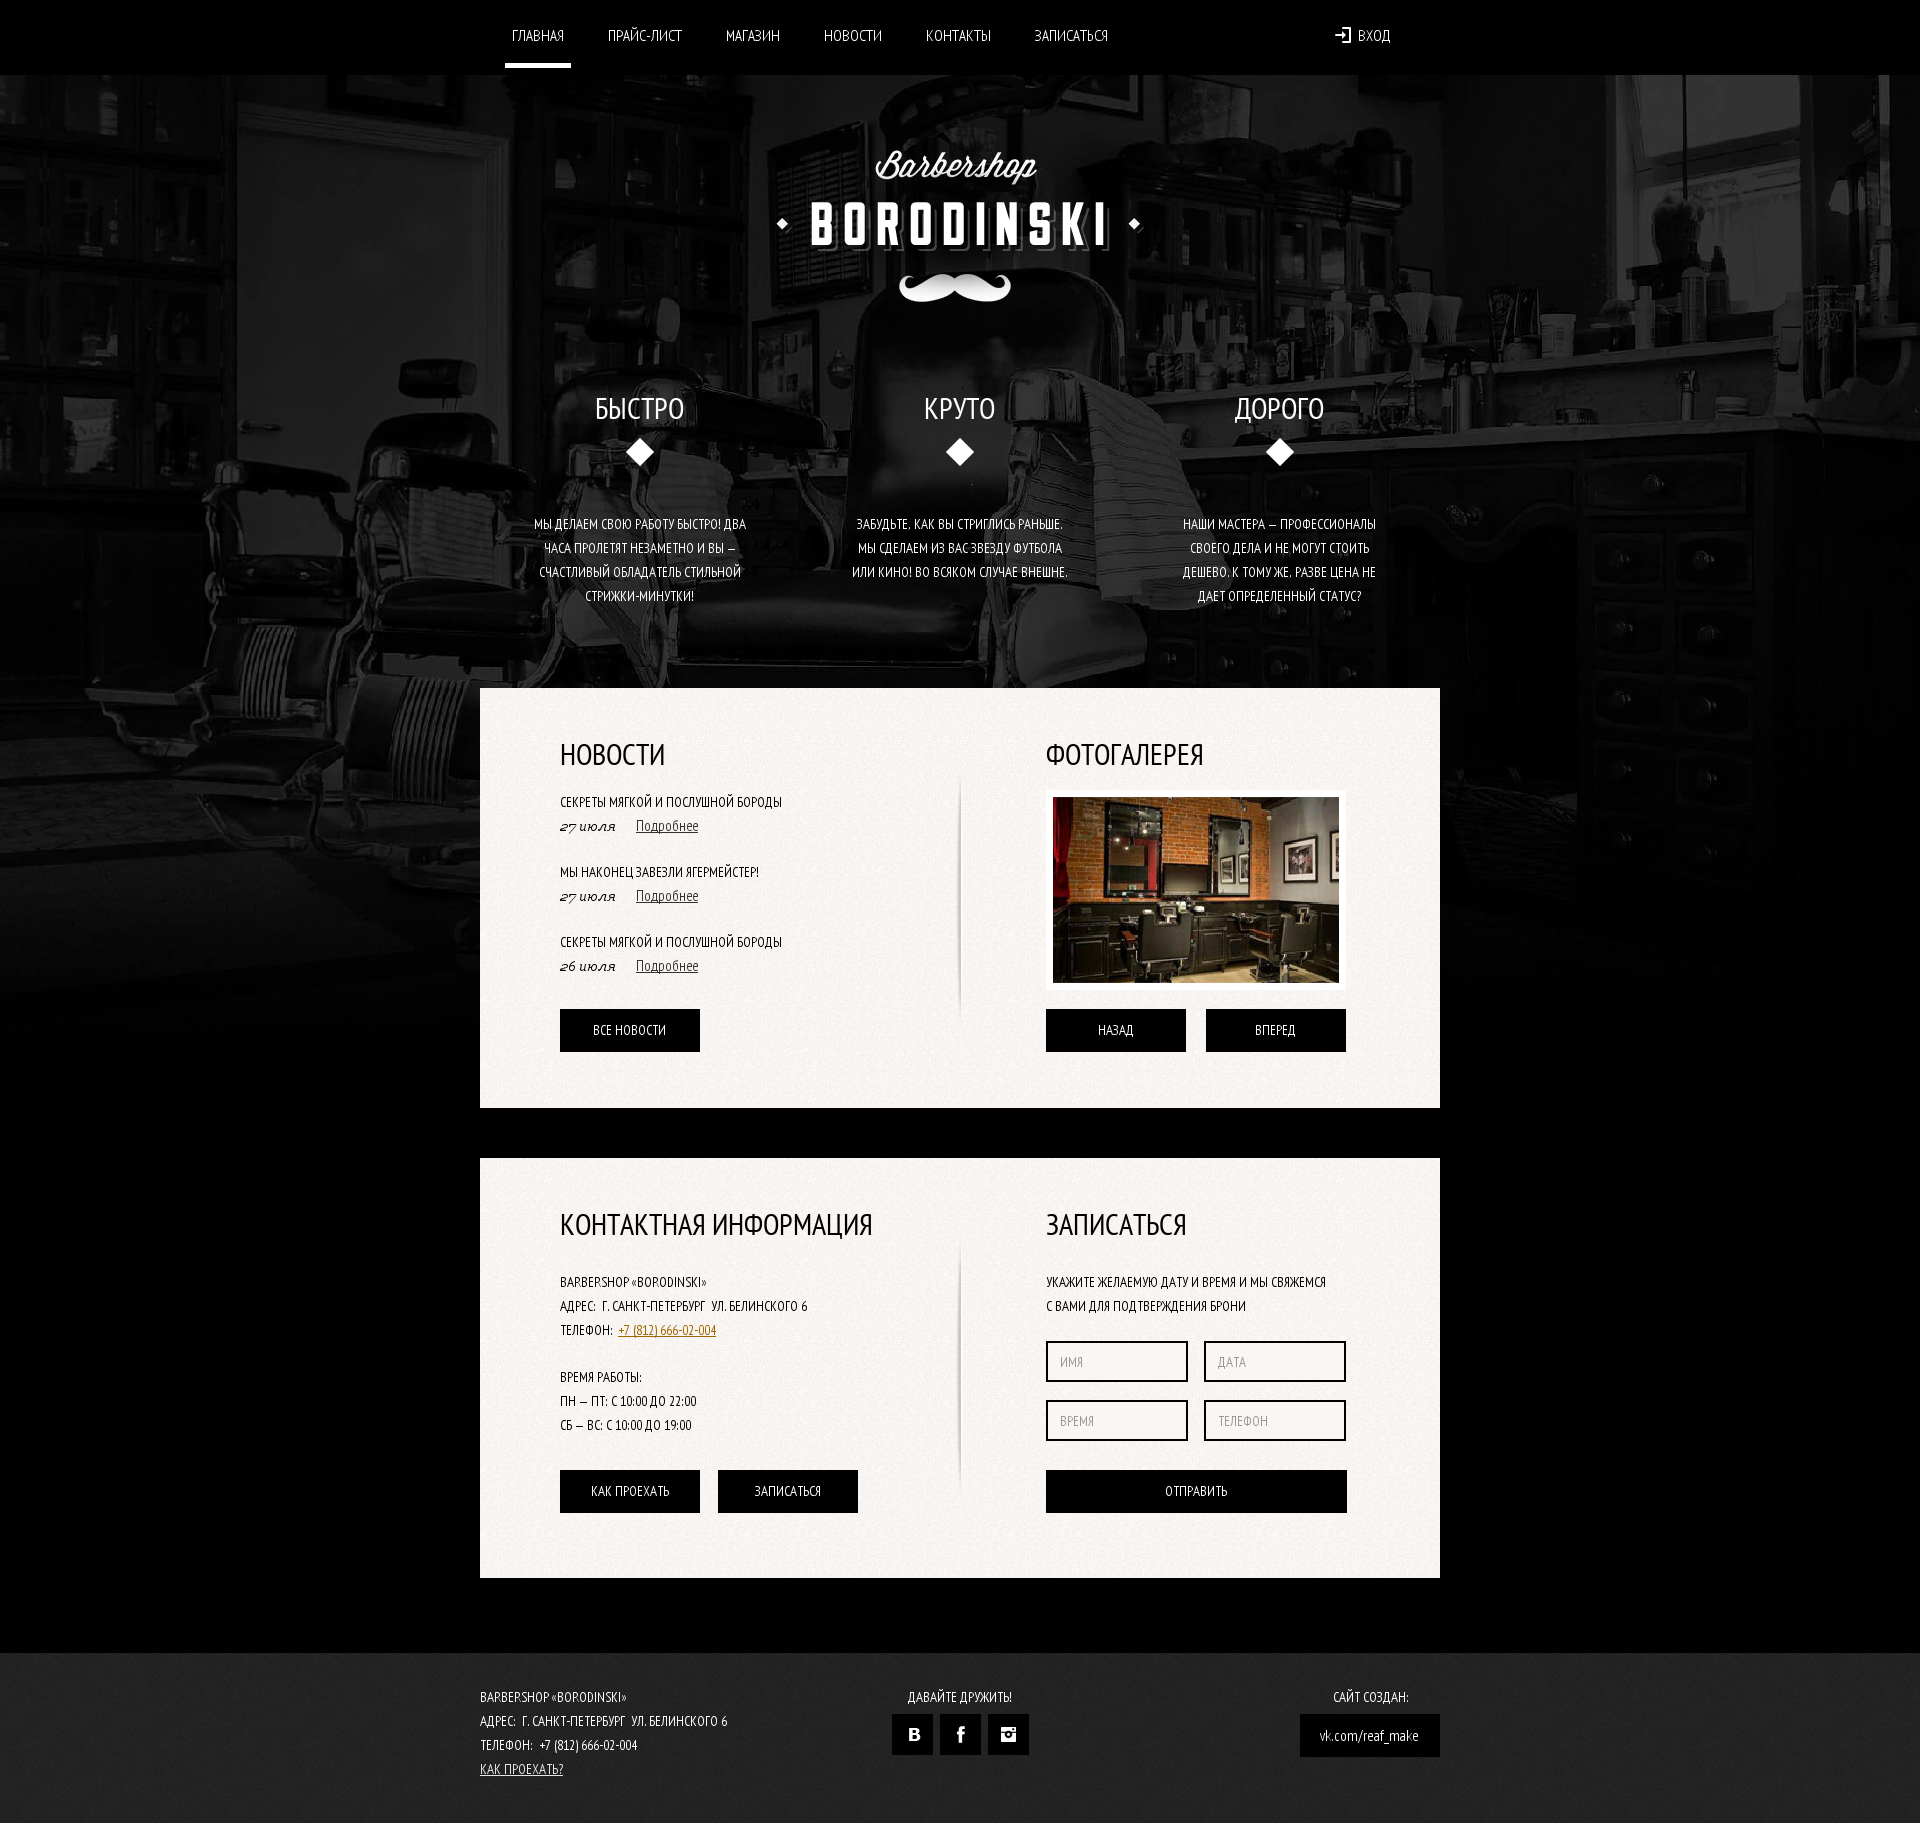 ГЛАВНАЯ ПРАЙС-ЛИСТ МАГАЗИН НОВОСТИ КОНТАКТЫ ЗАПИСАТЬСЯ ВХОД
Barbershop
BORODINSKI
БЫСТРО
МЫ ДЕЛАЕМ СВОЮ РАБОТУ БЫСТРО! ДВА
ЧАСА ПРОЛЕТЯТ НЕЗАМЕТНО И ВЫ —
СЧАСТЛИВЫЙ ОБЛАДАТЕЛЬ СТИЛЬНОЙ
СТРИЖКИ-МИНУТКИ!
КРУТО
ЗАБУДЬТЕ, КАК ВЫ СТРИГЛИСЬ РАНЬШЕ.
МЫ СДЕЛАЕМ ИЗ ВАС ЗВЕЗДУ ФУТБОЛА
ИЛИ КИНО! ВО ВСЯКОМ СЛУЧАЕ ВНЕШНЕ.
ДОРОГО
НАШИ МАСТЕРА — ПРОФЕССИОНАЛЫ
СВОЕГО ДЕЛА И НЕ МОГУТ СТОИТЬ
ДЕШЕВО. К ТОМУ ЖЕ, РАЗВЕ ЦЕНА НЕ
ДАЕТ ОПРЕДЕЛЕННЫЙ СТАТУС?
НОВОСТИ
СЕКРЕТЫ МЯГКОЙ И ПОСЛУШНОЙ БОРОДЫ
27 июля Подробнее
МЫ НАКОНЕЦ ЗАВЕЗЛИ ЯГЕРМЕЙСТЕР!
27 июля Подробнее
СЕКРЕТЫ МЯГКОЙ И ПОСЛУШНОЙ БОРОДЫ
26 июля Подробнее
ВСЕ НОВОСТИ
ФОТОГАЛЕРЕЯ
НАЗАД ВПЕРЕД
КОНТАКТНАЯ ИНФОРМАЦИЯ
BARBERSHOP «BORODINSKI»
АДРЕС: Г. САНКТ-ПЕТЕРБУРГ УЛ. БЕЛИНСКОГО 6
ТЕЛЕФОН: +7 (812) 666-02-004
ВРЕМЯ РАБОТЫ:
ПН — ПТ: С 10:00 ДО 22:00
СБ — ВС: С 10:00 ДО 19:00
КАК ПРОЕХАТЬ ЗАПИСАТЬСЯ
ЗАПИСАТЬСЯ
УКАЖИТЕ ЖЕЛАЕМУЮ ДАТУ И ВРЕМЯ И МЫ СВЯЖЕМСЯ
С ВАМИ ДЛЯ ПОДТВЕРЖДЕНИЯ БРОНИ
ИМЯ ДАТА
ВРЕМЯ ТЕЛЕФОН
ОТПРАВИТЬ
BARBERSHOP «BORODINSKI»
АДРЕС: Г. САНКТ-ПЕТЕРБУРГ УЛ. БЕЛИНСКОГО 6
ТЕЛЕФОН: +7 (812) 666-02-004
КАК ПРОЕХАТЬ?
ДАВАЙТЕ ДРУЖИТЬ!
B f
САЙТ СОЗДАН:
vk.com/reaf_make